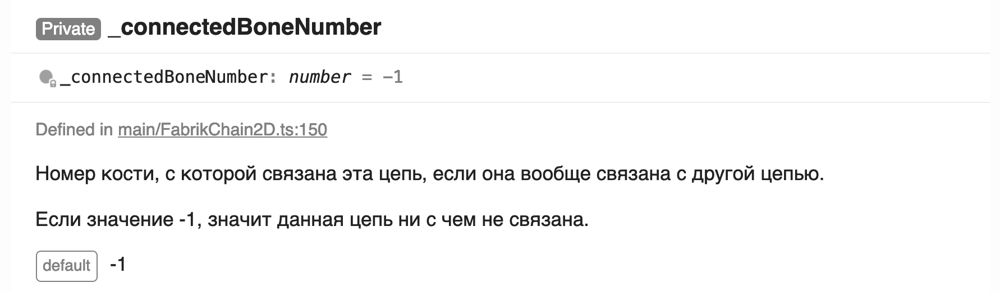 Private _connectedBoneNumber
_connectedBoneNumber: number = -1
Defined in main/FabrikChain2D.ts:150
Номер кости, с которой связана эта цепь, если она вообще связана с другой цепью.
Если значение -1, значит данная цепь ни с чем не связана.
default -1